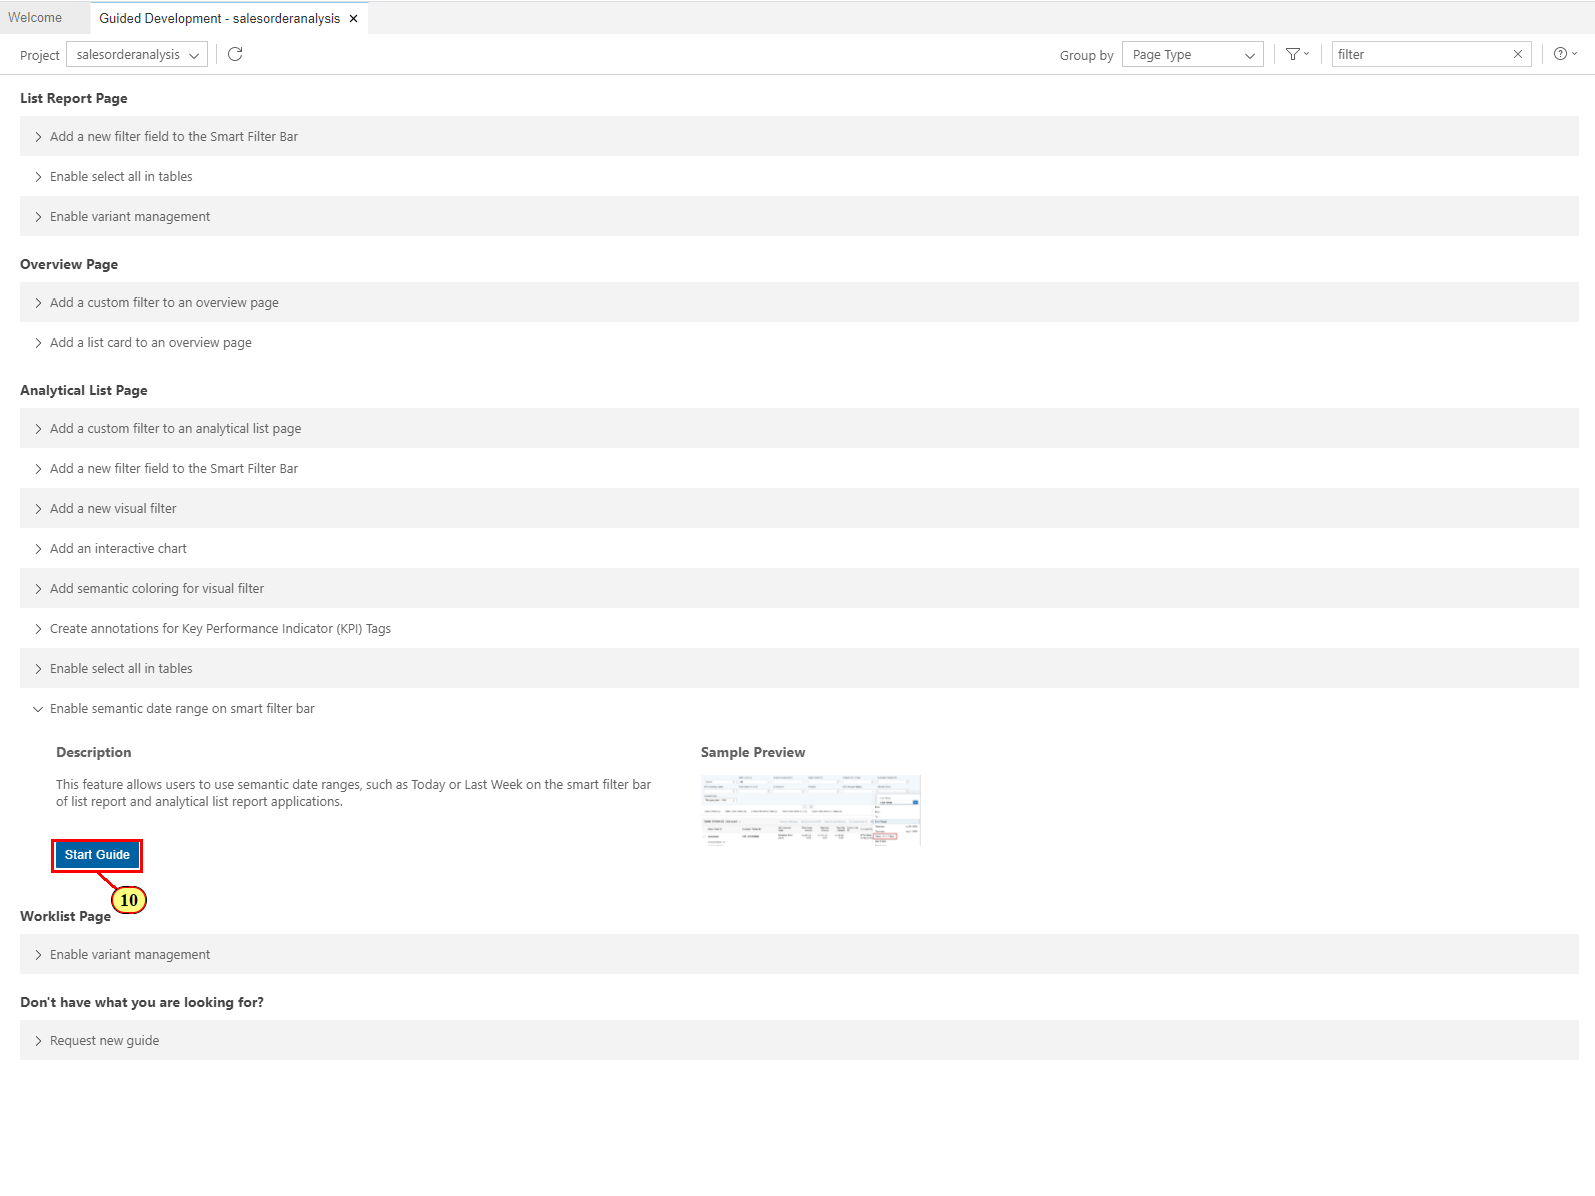 Welcome
Guided Development - salesorderanalysis
Project salesorderanalysis
Group by Page Type
filter
List Report Page
Add a new filter field to the Smart Filter Bar
Enable select all in tables
Enable variant management
Overview Page
Add a custom filter to an overview page
Add a list card to an overview page
Analytical List Page
Add a custom filter to an analytical list page
Add a new filter field to the Smart Filter Bar
Add a new visual filter
Add an interactive chart
Add semantic coloring for visual filter
Create annotations for Key Performance Indicator (KPI) Tags
Enable select all in tables
Enable semantic date range on smart filter bar
Description
This feature allows users to use semantic date ranges, such as Today or Last Week on the smart filter bar
of list report and analytical list report applications.
Sample Preview
Start Guide
10
Worklist Page
Enable variant management
Don't have what you are looking for?
Request new guide